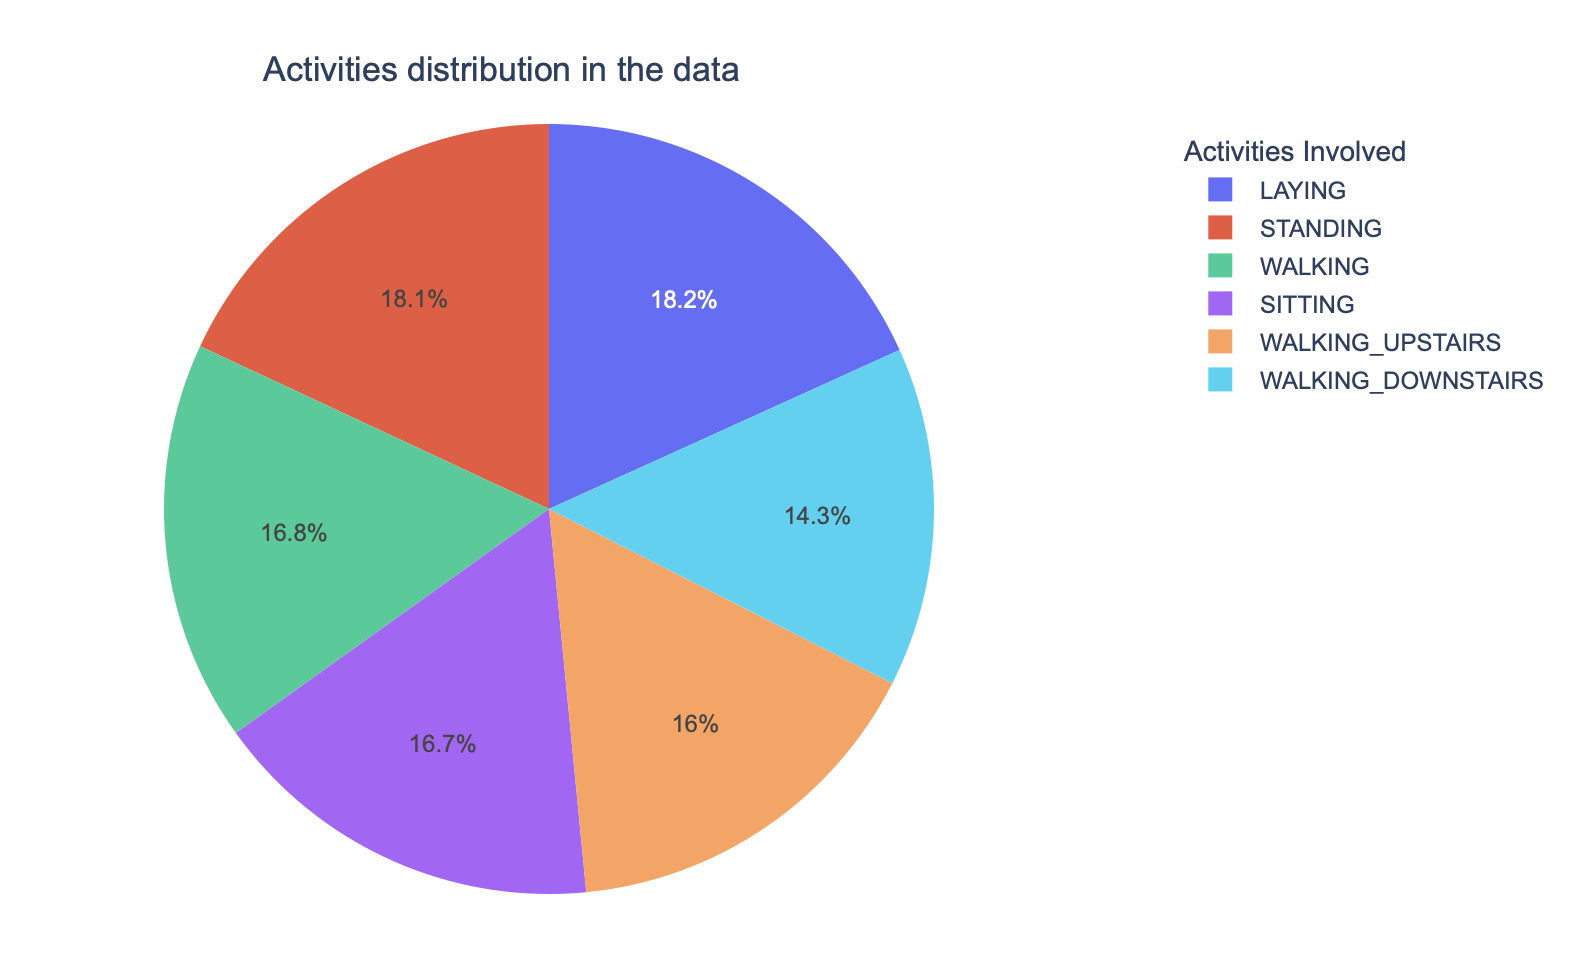 Activities distribution in the data
18.2%
14.3%
16%
16.7%
16.8%
18.1%
Activities Involved
LAYING
STANDING
WALKING
SITTING
WALKING_UPSTAIRS
WALKING_DOWNSTAIRS